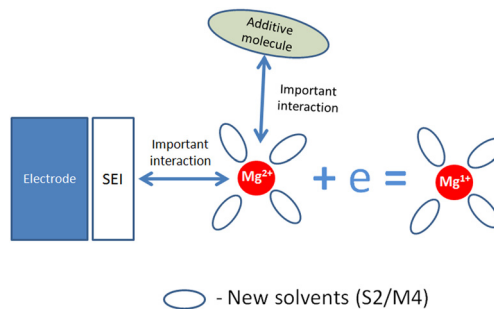 Additive
molecule
Important
interaction
Important
interaction
Electrode
SEI
Mg2+
+ e =
Mg1+
- New solvents (S2/M4)